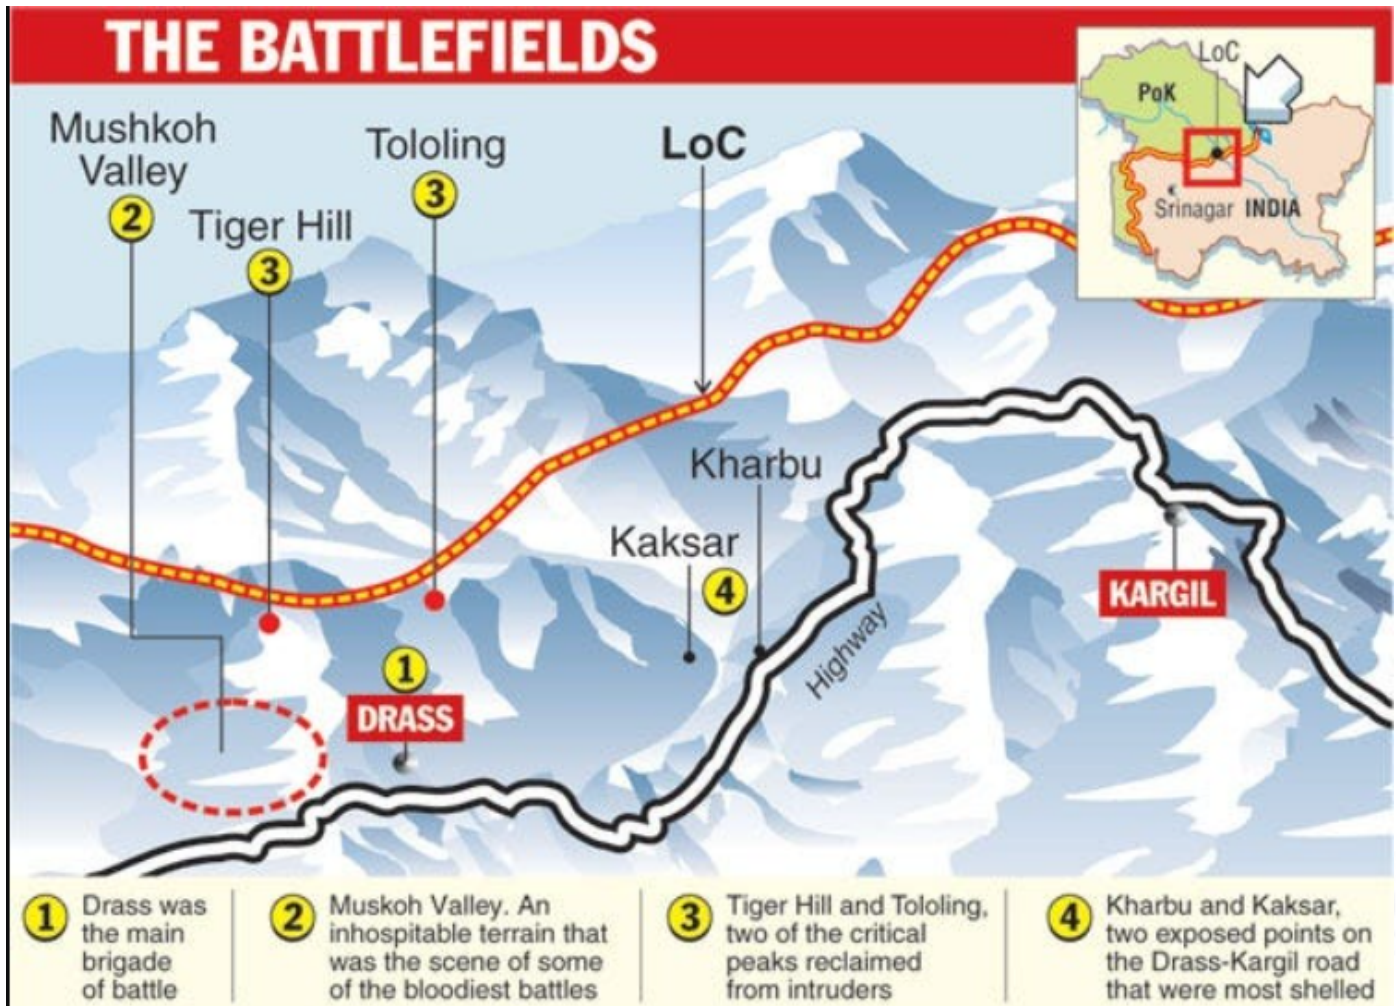 THE BATTLEFIELDS
Mushkoh
Valley
2
Tiger Hill
3
Tololing
3
LoC
LoC
PoK
Srinagar INDIA
Kharbu
Kaksar
4
Highway
KARGIL
1
DRASS
1 Drass was
the main
brigade
of battle
2 Muskoh Valley. An
inhospitable terrain that
was the scene of some
of the bloodiest battles
3 Tiger Hill and Tololing,
two of the critical
peaks reclaimed
from intruders
4 Kharbu and Kaksar,
two exposed points on
the Drass-Kargil road
that were most shelled